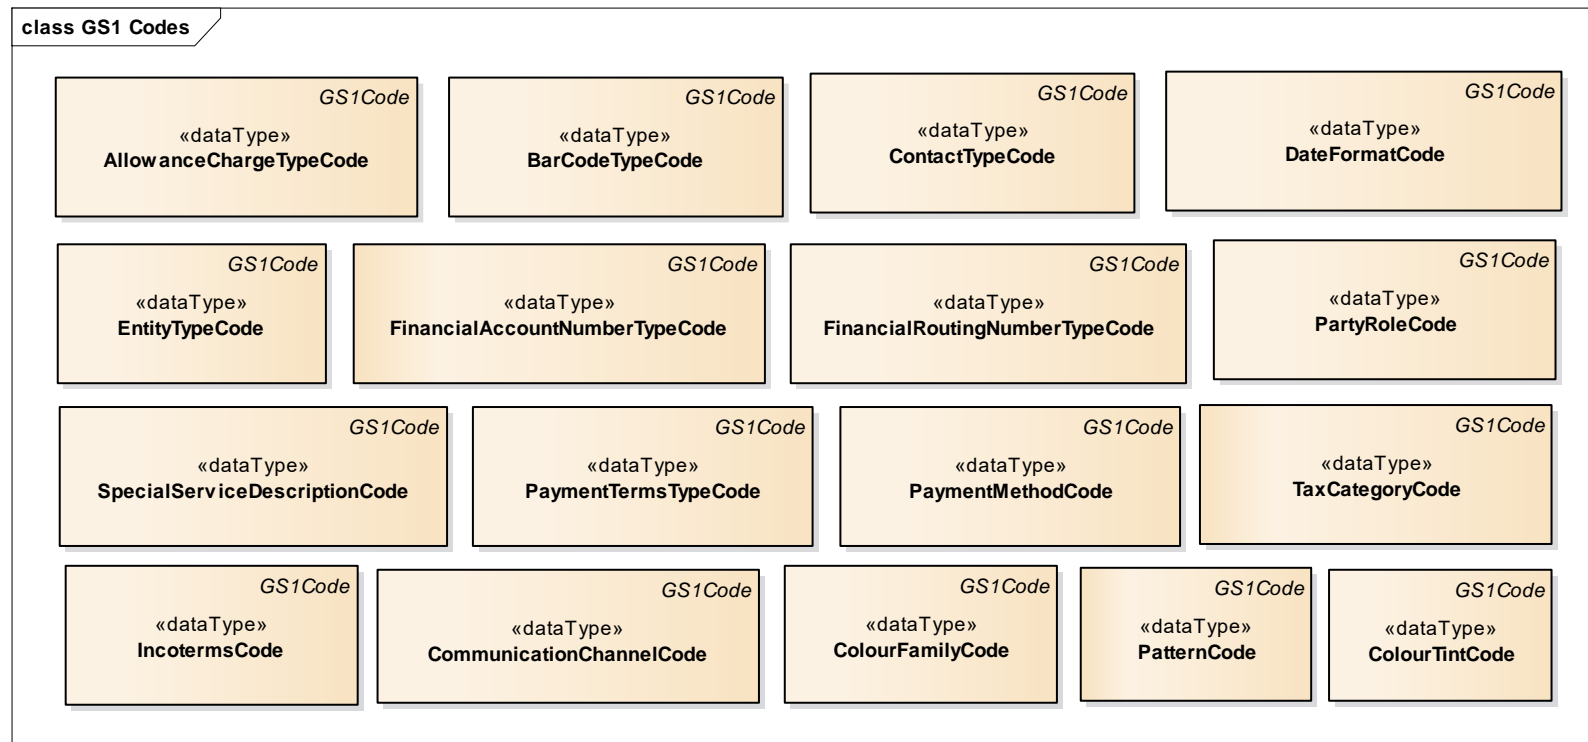 class GS1 Codes
GS1Code
«dataType»
AllowanceChargeTypeCode
GS1Code
«dataType»
BarCodeTypeCode
GS1Code
«dataType»
ContactTypeCode
GS1Code
«dataType»
DateFormatCode
GS1Code
«dataType»
EntityTypeCode
GS1Code
«dataType»
FinancialAccountNumberTypeCode
GS1Code
«dataType»
FinancialRoutingNumberTypeCode
GS1Code
«dataType»
PartyRoleCode
GS1Code
«dataType»
SpecialServiceDescriptionCode
GS1Code
«dataType»
PaymentTermsTypeCode
GS1Code
«dataType»
PaymentMethodCode
GS1Code
«dataType»
TaxCategoryCode
GS1Code
«dataType»
IncotermsCode
GS1Code
«dataType»
CommunicationChannelCode
GS1Code
«dataType»
ColourFamilyCode
GS1Code
«dataType»
PatternCode
GS1Code
«dataType»
ColourTintCode